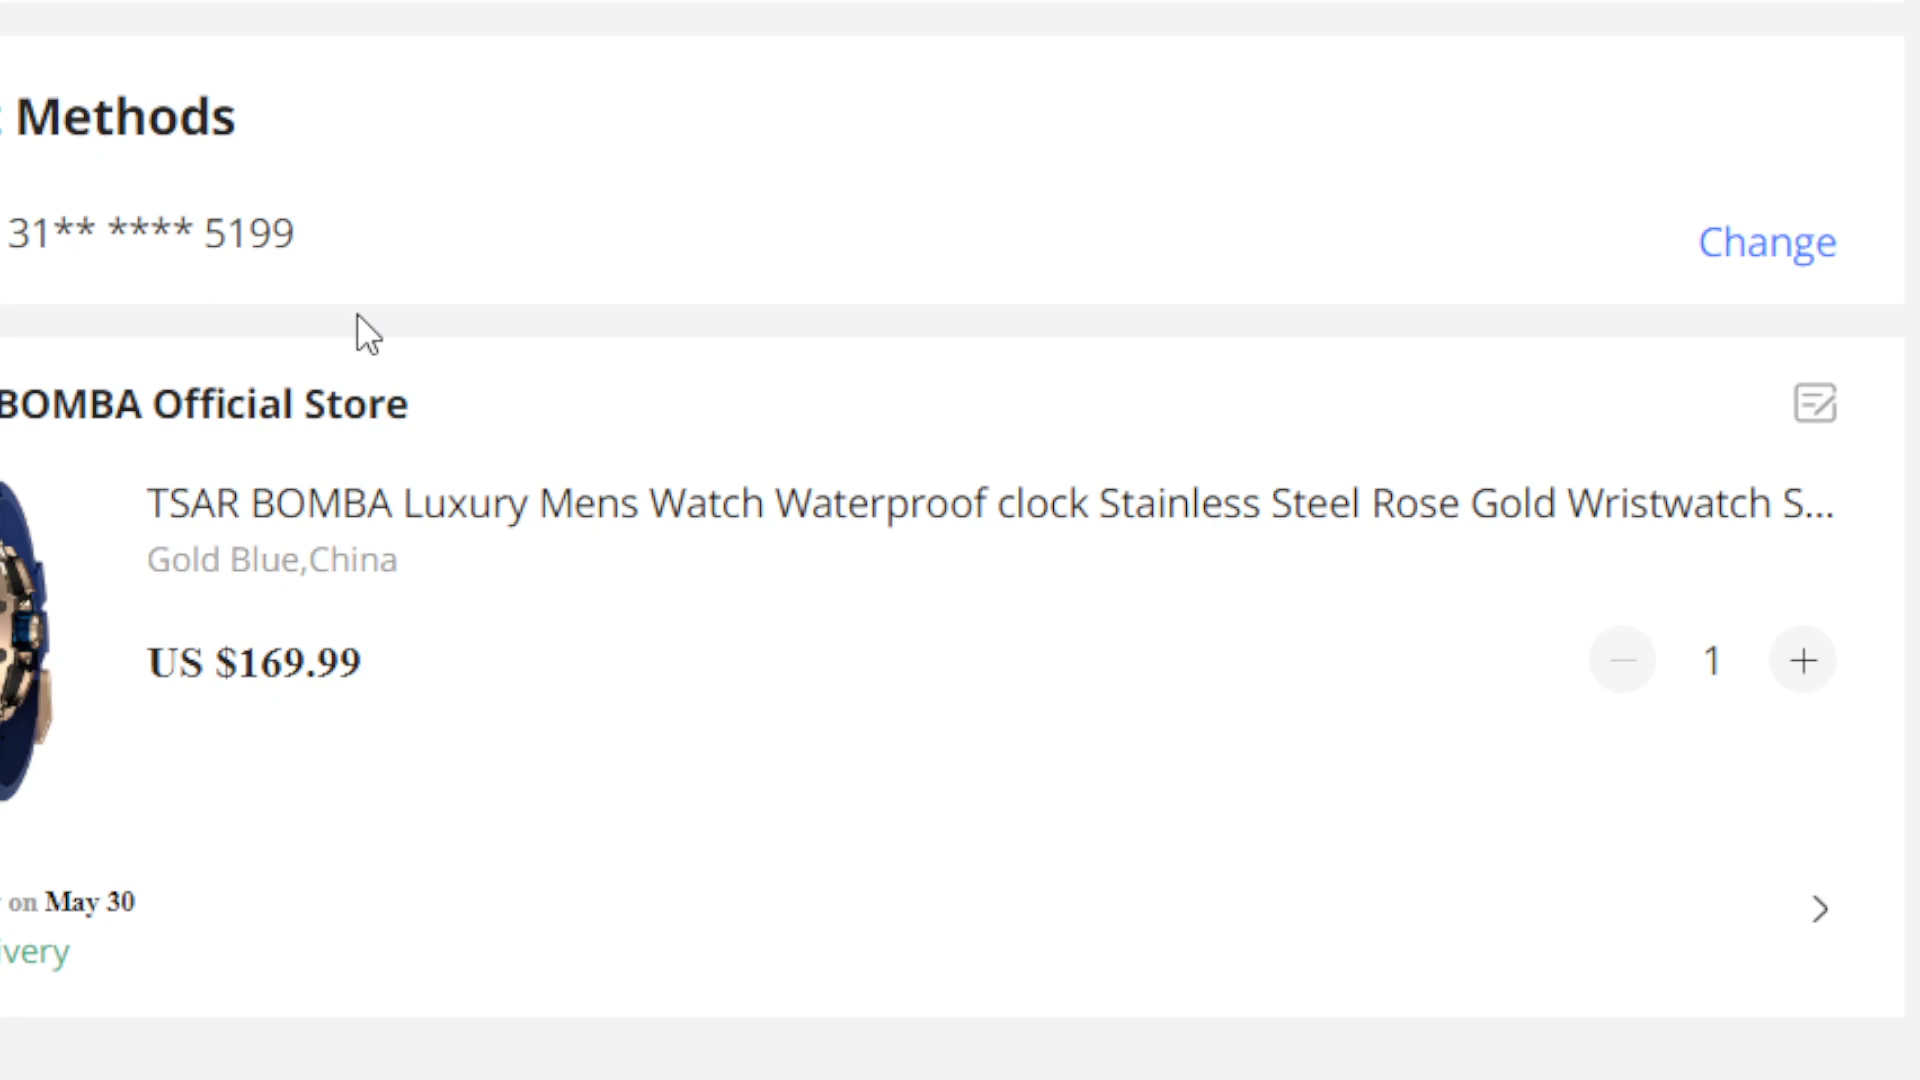 Methods
31** **** 5199
Change
BOMBA Official Store
TSAR BOMBA Luxury Mens Watch Waterproof clock Stainless Steel Rose Gold Wristwatch S...
Gold Blue,China
US $169.99
1
on May 30
ivery